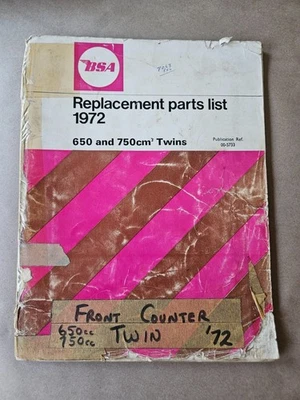 BSA
Replacement parts list
1972
650 and 750cm³ Twins
Publication Ref.
00-5733
FRONT COUNTER
650cc
750cc TWIN '72